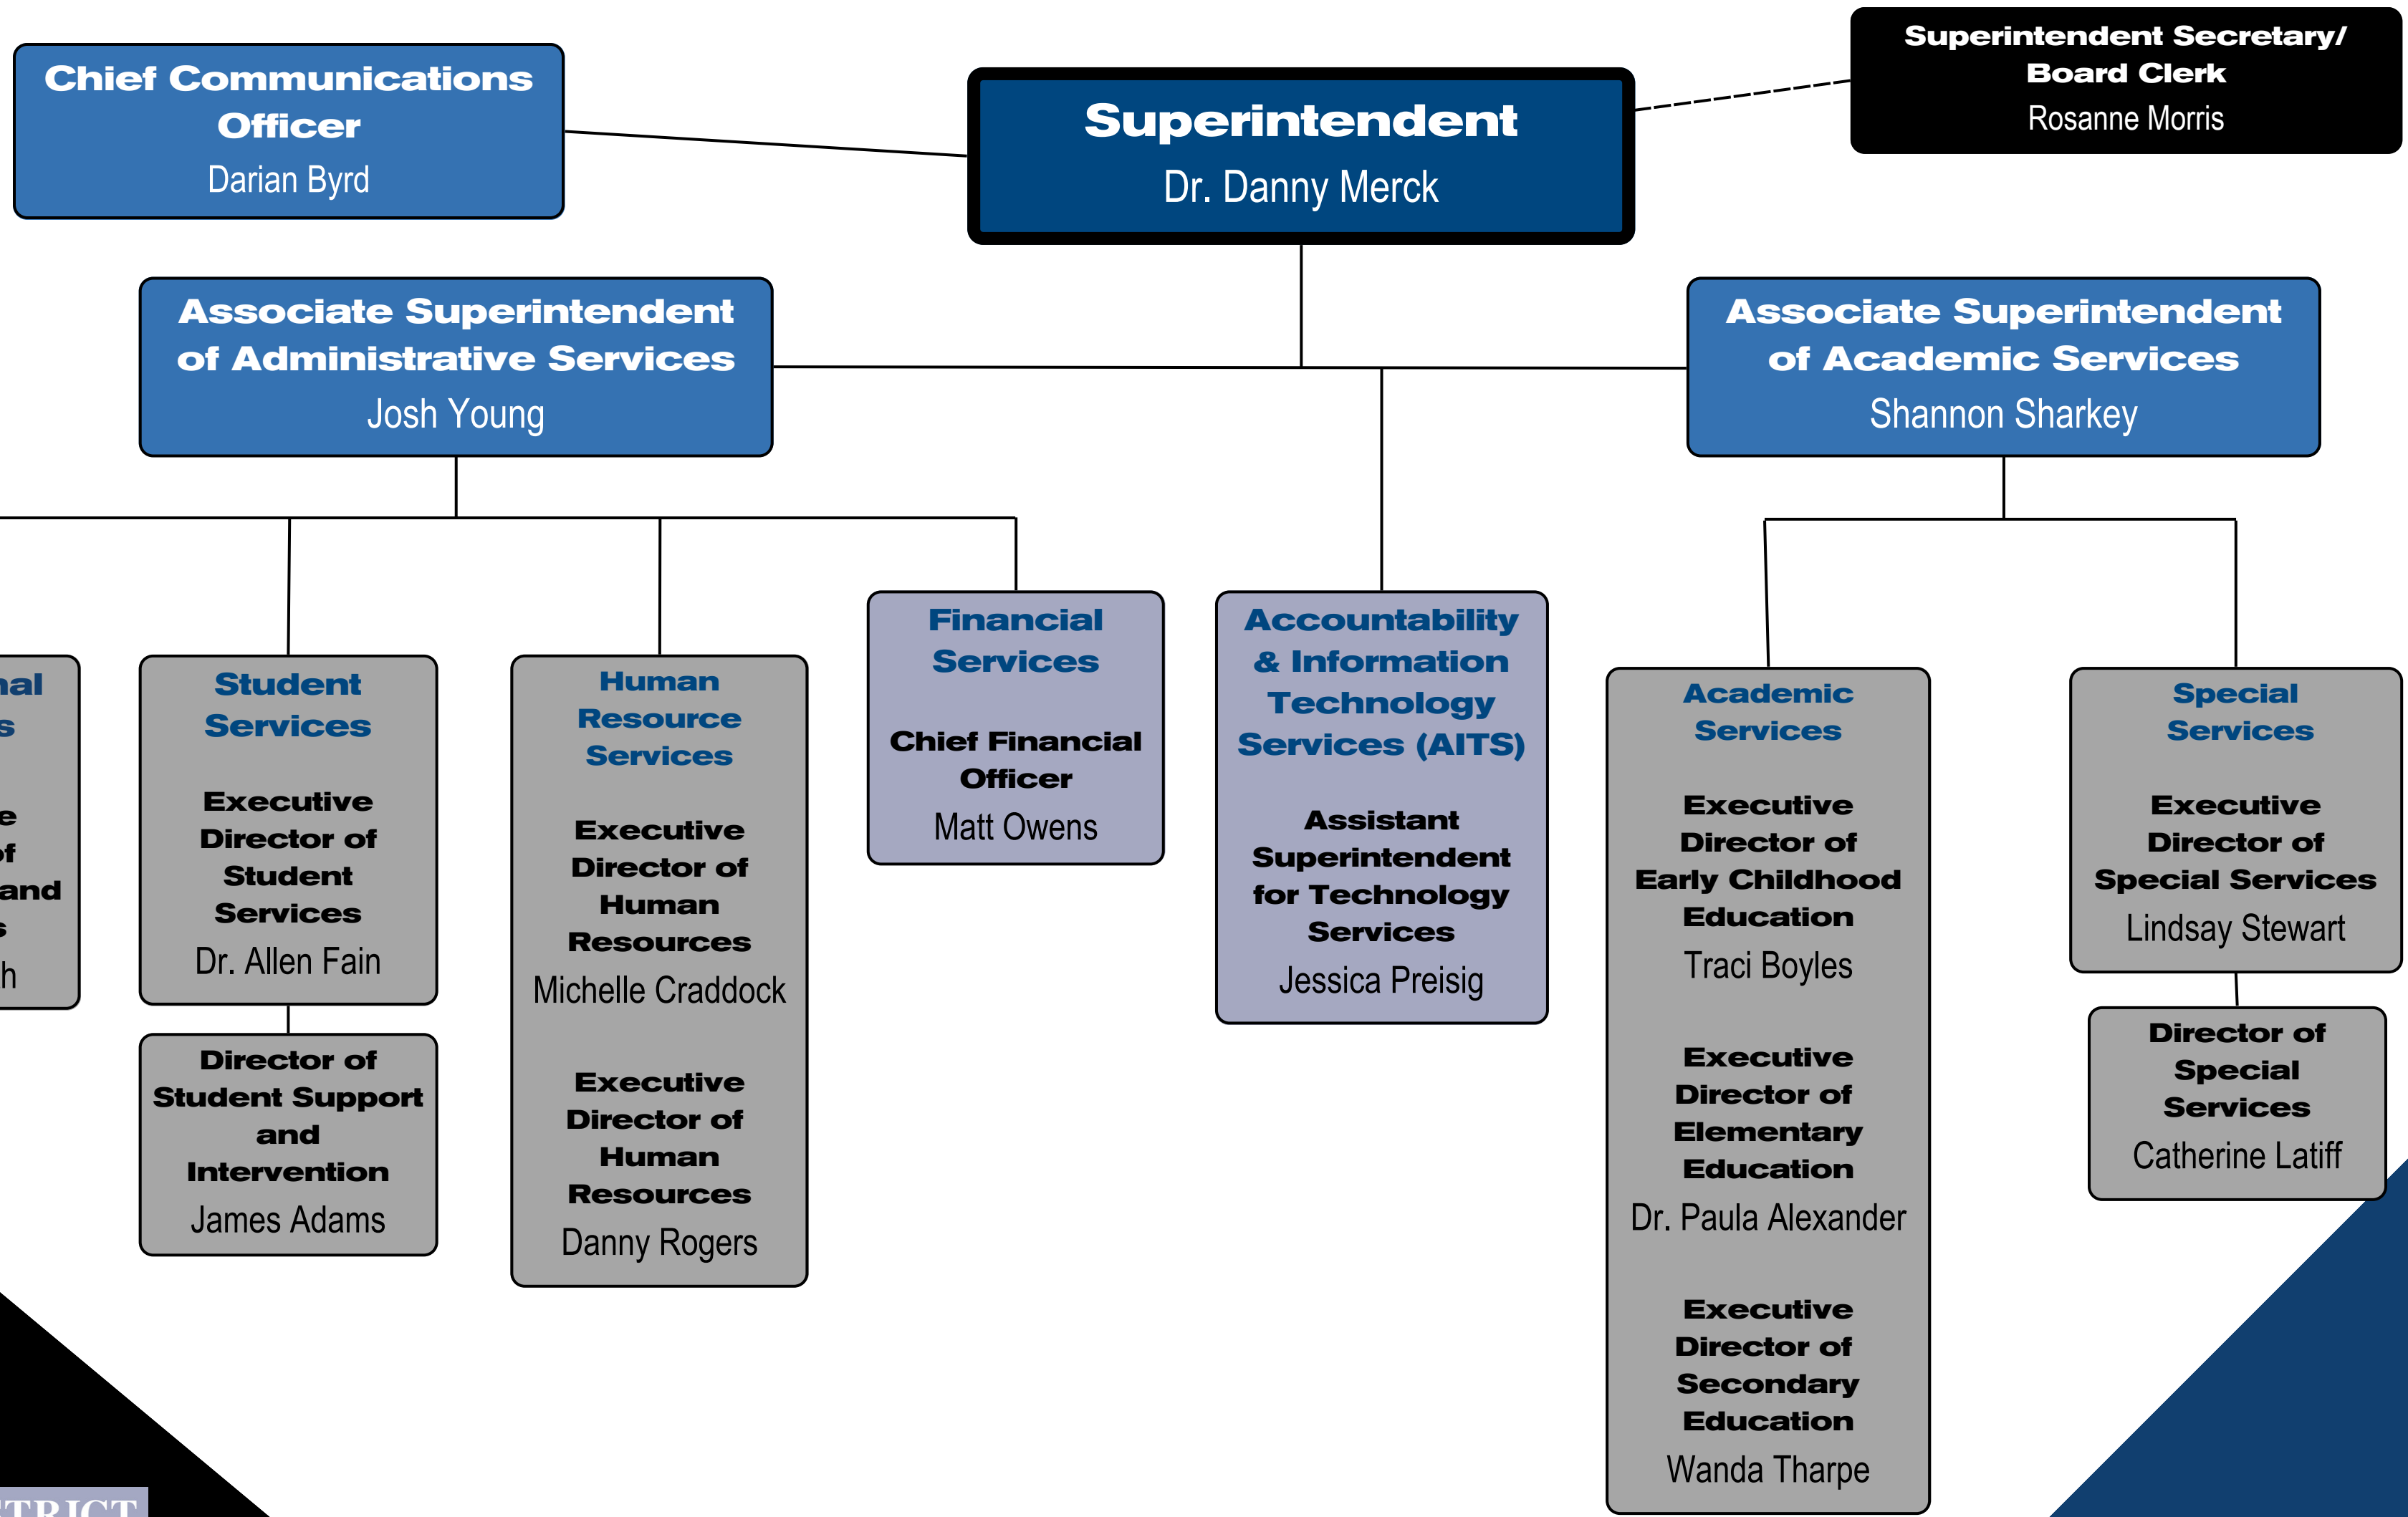 Chief Communications
Officer
Darian Byrd
Superintendent
Dr. Danny Merck
Superintendent Secretary/
Board Clerk
Rosanne Morris
Associate Superintendent
of Administrative Services
Josh Young
Associate Superintendent
of Academic Services
Shannon Sharkey
and
Student
Services
Executive
Director of
Student
Services
Dr. Allen Fain
Director of
Student Support
and
Intervention
James Adams
Human
Resource
Services
Executive
Director of
Human
Resources
Michelle Craddock
Executive
Director of
Human
Resources
Danny Rogers
Financial
Services
Chief Financial
Officer
Matt Owens
Accountability
& Information
Technology
Services (AITS)
Assistant
Superintendent
for Technology
Services
Jessica Preisig
Academic
Services
Executive
Director of
Early Childhood
Education
Traci Boyles
Executive
Director of
Elementary
Education
Dr. Paula Alexander
Executive
Director of
Secondary
Education
Wanda Tharpe
Special
Services
Executive
Director of
Special Services
Lindsay Stewart
Director of
Special
Services
Catherine Latiff